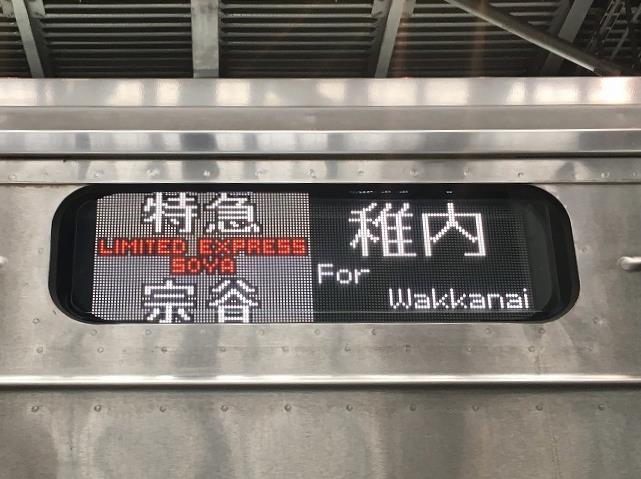 特急
LIMITED EXPRESS
SOYA
宗谷
稚内
For
Wakkanai